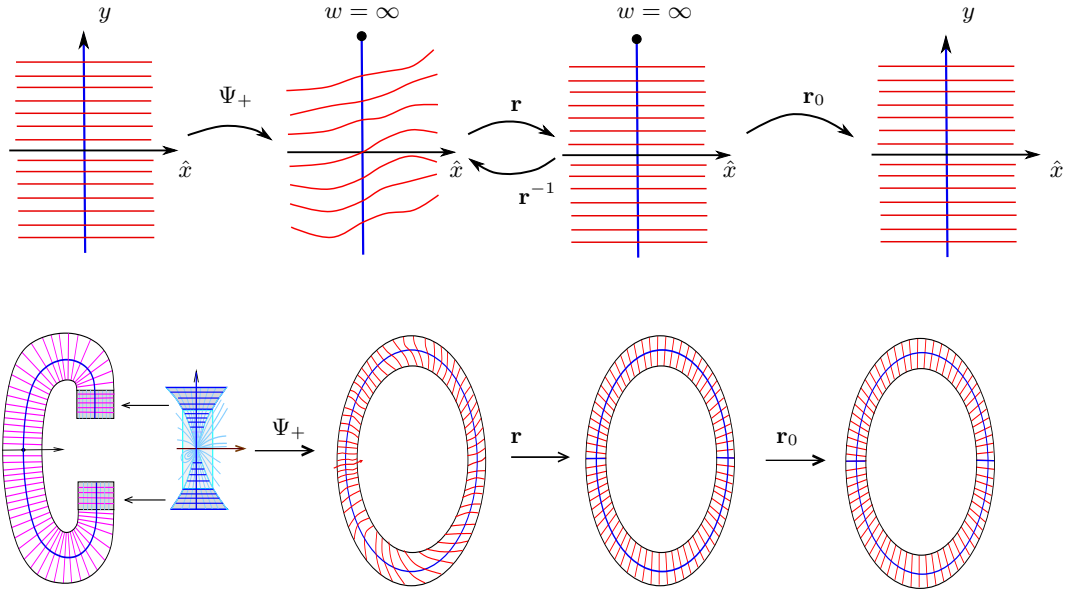 y w = ∞ w = ∞ y
Ψ₊ r r₀
x̂ x̂ x̂ x̂
r⁻¹
Ψ₊ r r₀